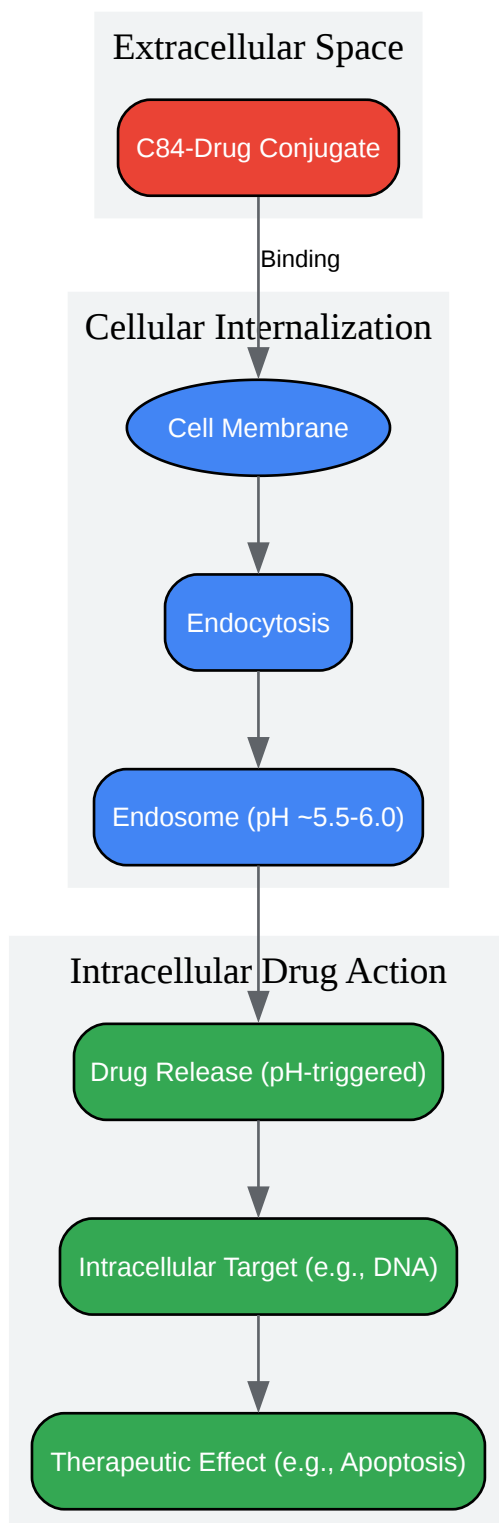 Extracellular Space
C84-Drug Conjugate
Binding
Cellular Internalization
Cell Membrane
Endocytosis
Endosome (pH ~5.5-6.0)
Intracellular Drug Action
Drug Release (pH-triggered)
Intracellular Target (e.g., DNA)
Therapeutic Effect (e.g., Apoptosis)